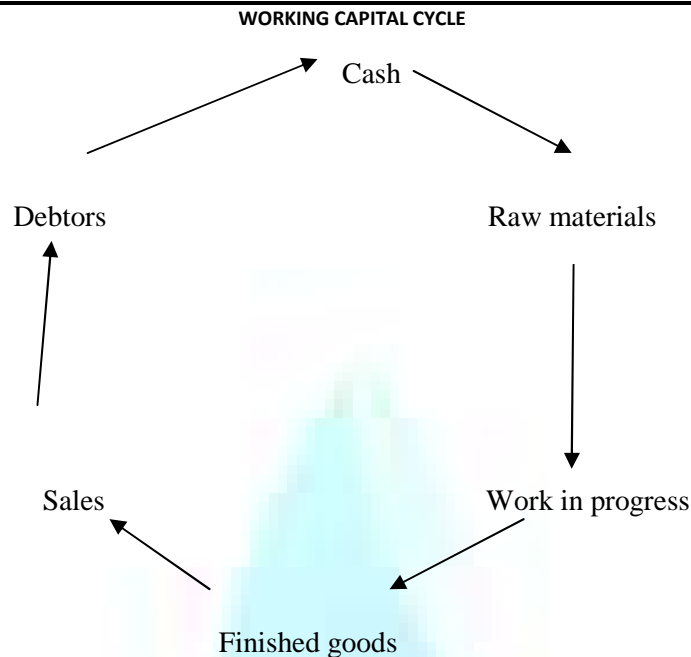 WORKING CAPITAL CYCLE
Cash
Debtors
Raw materials
Sales
Work in progress
Finished goods